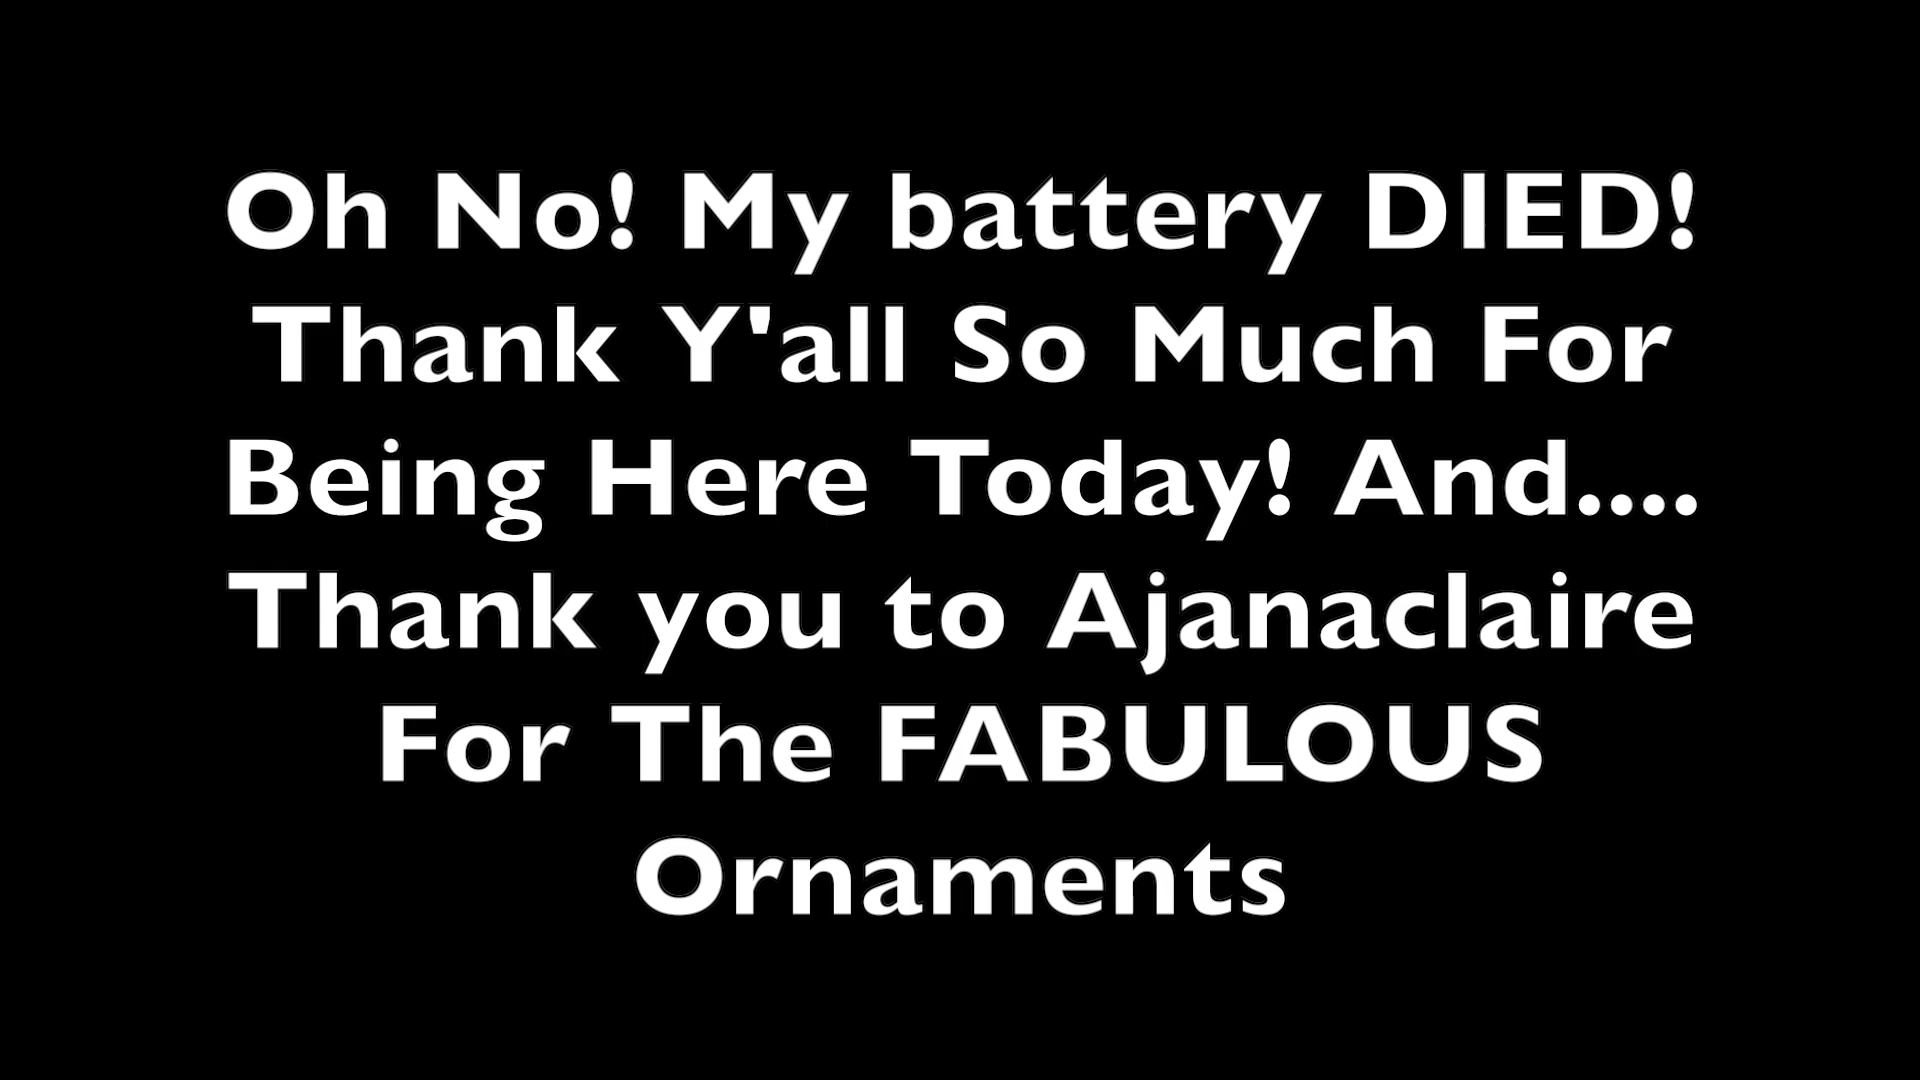 Oh No! My battery DIED!
Thank Y'all So Much For
Being Here Today! And....
Thank you to Ajanaclaire
For The FABULOUS
Ornaments